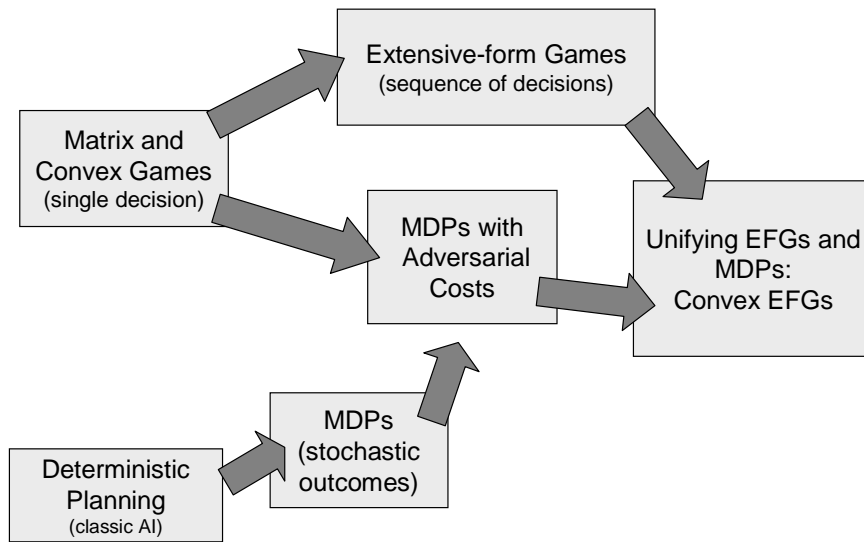 Extensive-form Games
(sequence of decisions)
Matrix and
Convex Games
(single decision)
MDPs with
Adversarial
Costs
Unifying EFGs and
MDPs:
Convex EFGs
MDPs
(stochastic
outcomes)
Deterministic
Planning
(classic AI)